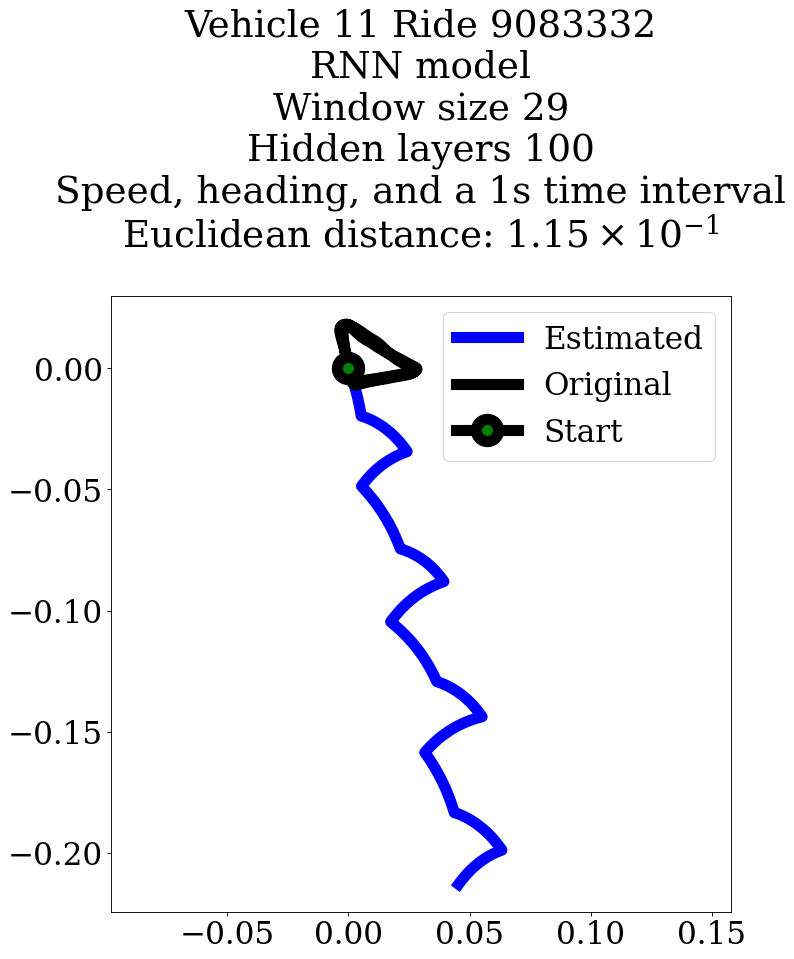 Vehicle 11 Ride 9083332
RNN model
Window size 29
Hidden layers 100
Speed, heading, and a 1s time interval
Euclidean distance: 1.15 × 10⁻¹
Estimated
Original
Start
0.00
−0.05
−0.10
−0.15
−0.20
−0.05 0.00 0.05 0.10 0.15